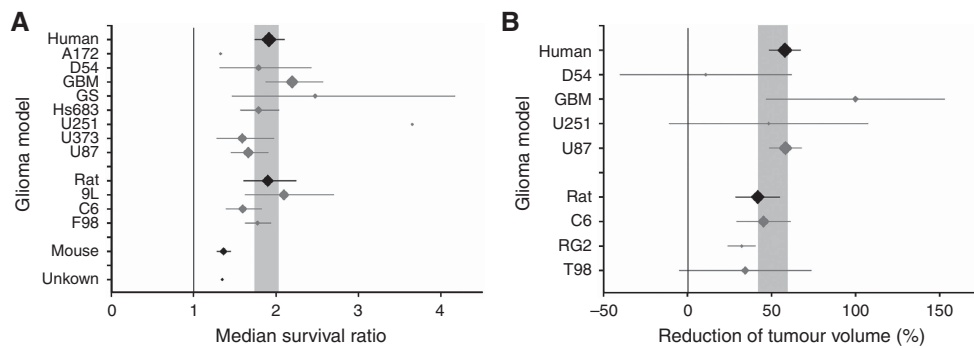 A
Glioma model
Human
A172
D54
GBM
GS
Hs683
U251
U373
U87
Rat
9L
C6
F98
Mouse
Unkown
0
1
2
3
4
Median survival ratio
B
Glioma model
Human
D54
GBM
U251
U87
Rat
C6
RG2
T98
–50
0
50
100
150
Reduction of tumour volume (%)